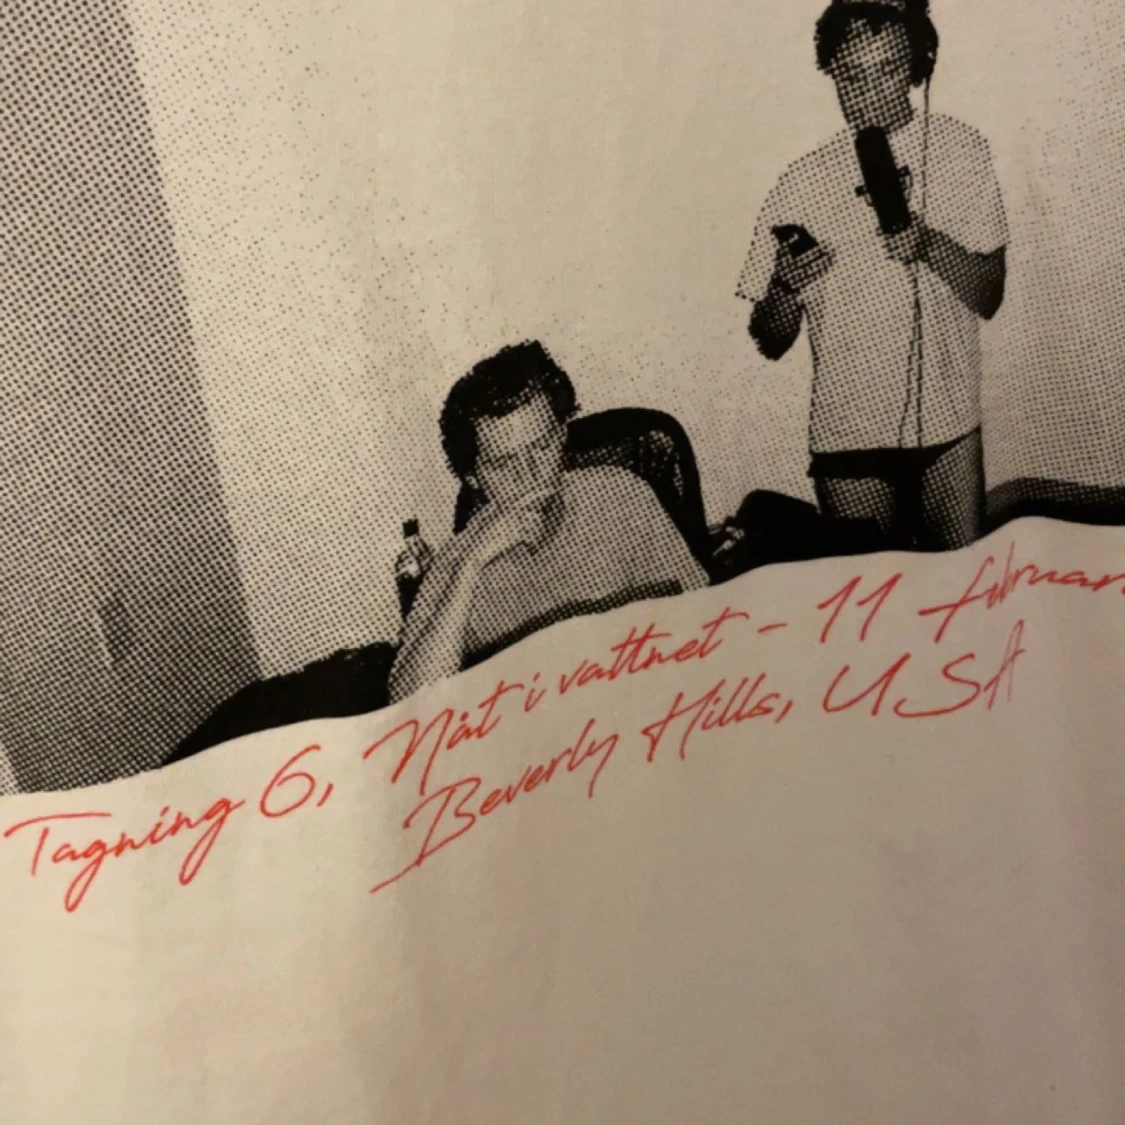 Tagning 6, Nåt i vattnet - 11 februari
Beverly Hills, USA